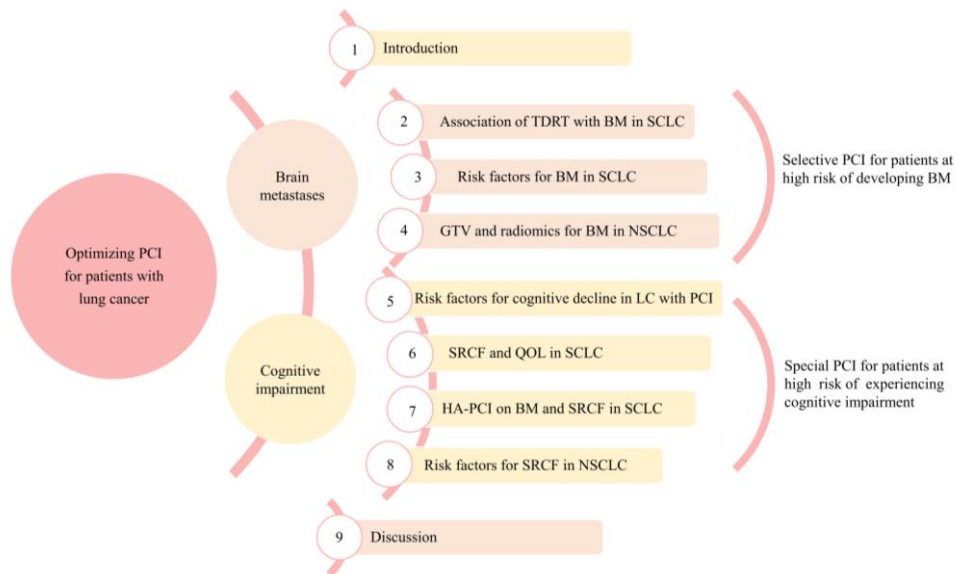 1
Introduction
2
Association of TDRT with BM in SCLC
3
Risk factors for BM in SCLC
4
GTV and radiomics for BM in NSCLC
Brain
metastases
Selective PCI for patients at
high risk of developing BM
Optimizing PCI
for patients with
lung cancer
5
Risk factors for cognitive decline in LC with PCI
6
SRCF and QOL in SCLC
7
HA-PCI on BM and SRCF in SCLC
8
Risk factors for SRCF in NSCLC
Cognitive
impairment
Special PCI for patients at
high risk of experiencing
cognitive impairment
9
Discussion